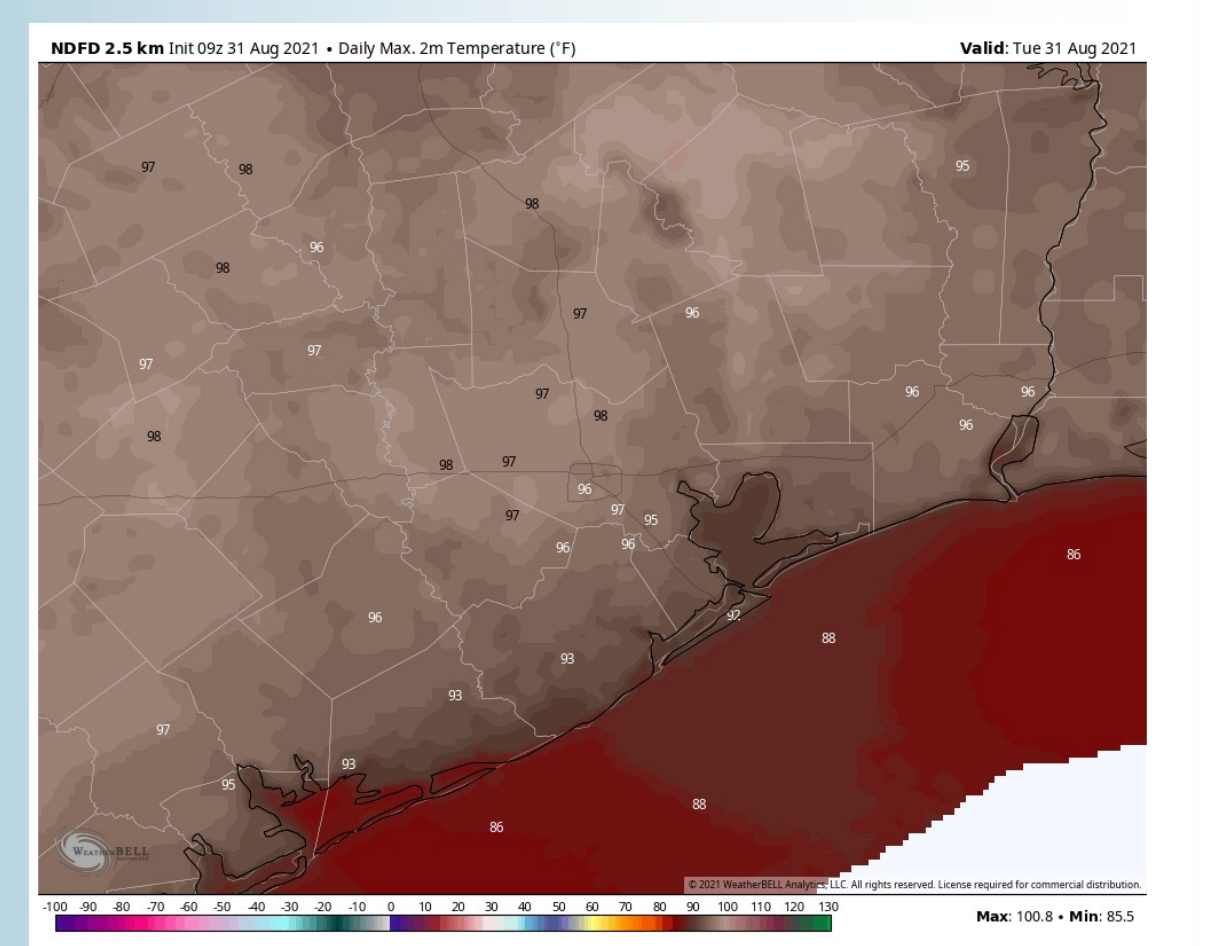 NDFD 2.5 km Init 09z 31 Aug 2021 • Daily Max. 2m Temperature (˚F) Valid: Tue 31 Aug 2021
97 98 95
98
96
98
97 96
97 97
97 96 96
98 98 96
98 97
96
97 97 95
96 96
86
96 92
88
93
93
97
93
95
88
86
WEATHERBELL
© 2021 WeatherBELL Analytics, LLC. All rights reserved. License required for commercial distribution.
-100 -90 -80 -70 -60 -50 -40 -30 -20 -10 0 10 20 30 40 50 60 70 80 90 100 110 120 130
Max: 100.8 • Min: 85.5